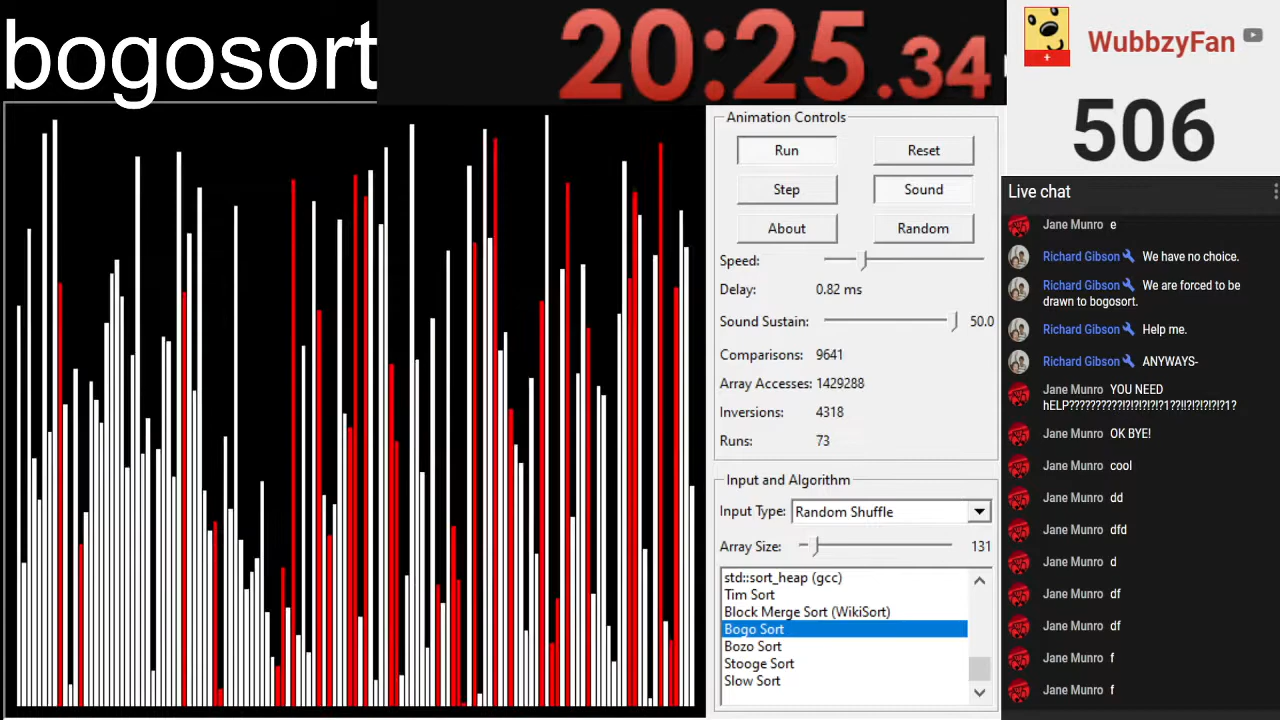 bogosort
20:25.34
WubbzyFan
506
Animation Controls
Run
Reset
Step
Sound
About
Random
Speed:
Delay: 0.82 ms
Sound Sustain: 50.0
Comparisons: 9641
Array Accesses: 1429288
Inversions: 4318
Runs: 73
Input and Algorithm
Input Type: Random Shuffle
Array Size: 131
std::sort_heap (gcc)
Tim Sort
Block Merge Sort (WikiSort)
Bogo Sort
Bozo Sort
Stooge Sort
Slow Sort
Live chat
Jane Munro e
Richard Gibson We have no choice.
Richard Gibson We are forced to be
drawn to bogosort.
Richard Gibson Help me.
Richard Gibson ANYWAYS-
Jane Munro YOU NEED
hELP??????????!?!?!?!?1??!!?!?!?!?!1?
Jane Munro OK BYE!
Jane Munro cool
Jane Munro dd
Jane Munro dfd
Jane Munro d
Jane Munro df
Jane Munro df
Jane Munro f
Jane Munro f